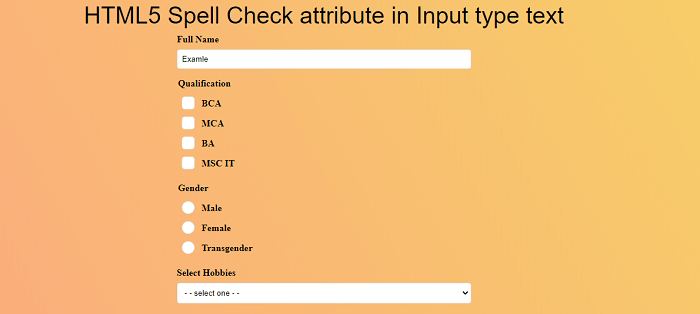 HTML5 Spell Check attribute in Input type text
Full Name
Examle
Qualification
BCA
MCA
BA
MSC IT
Gender
Male
Female
Transgender
Select Hobbies
- - select one - -